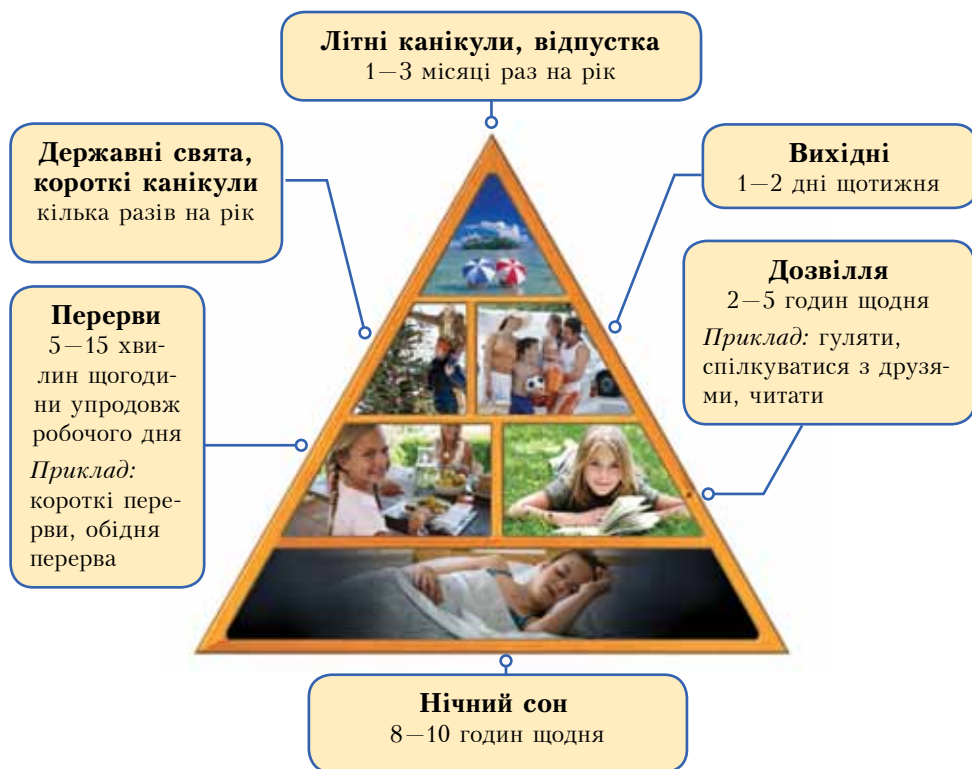 Літні канікули, відпустка
1—3 місяці раз на рік
Державні свята,
короткі канікули
кілька разів на рік
Вихідні
1—2 дні щотижня
Перерви
5—15 хви-
лин щогоди-
ни упродовж
робочого дня
Приклад:
короткі пере-
рви, обідня
перерва
Дозвілля
2—5 годин щодня
Приклад: гуляти,
спілкуватися з друзя-
ми, читати
Нічний сон
8—10 годин щодня